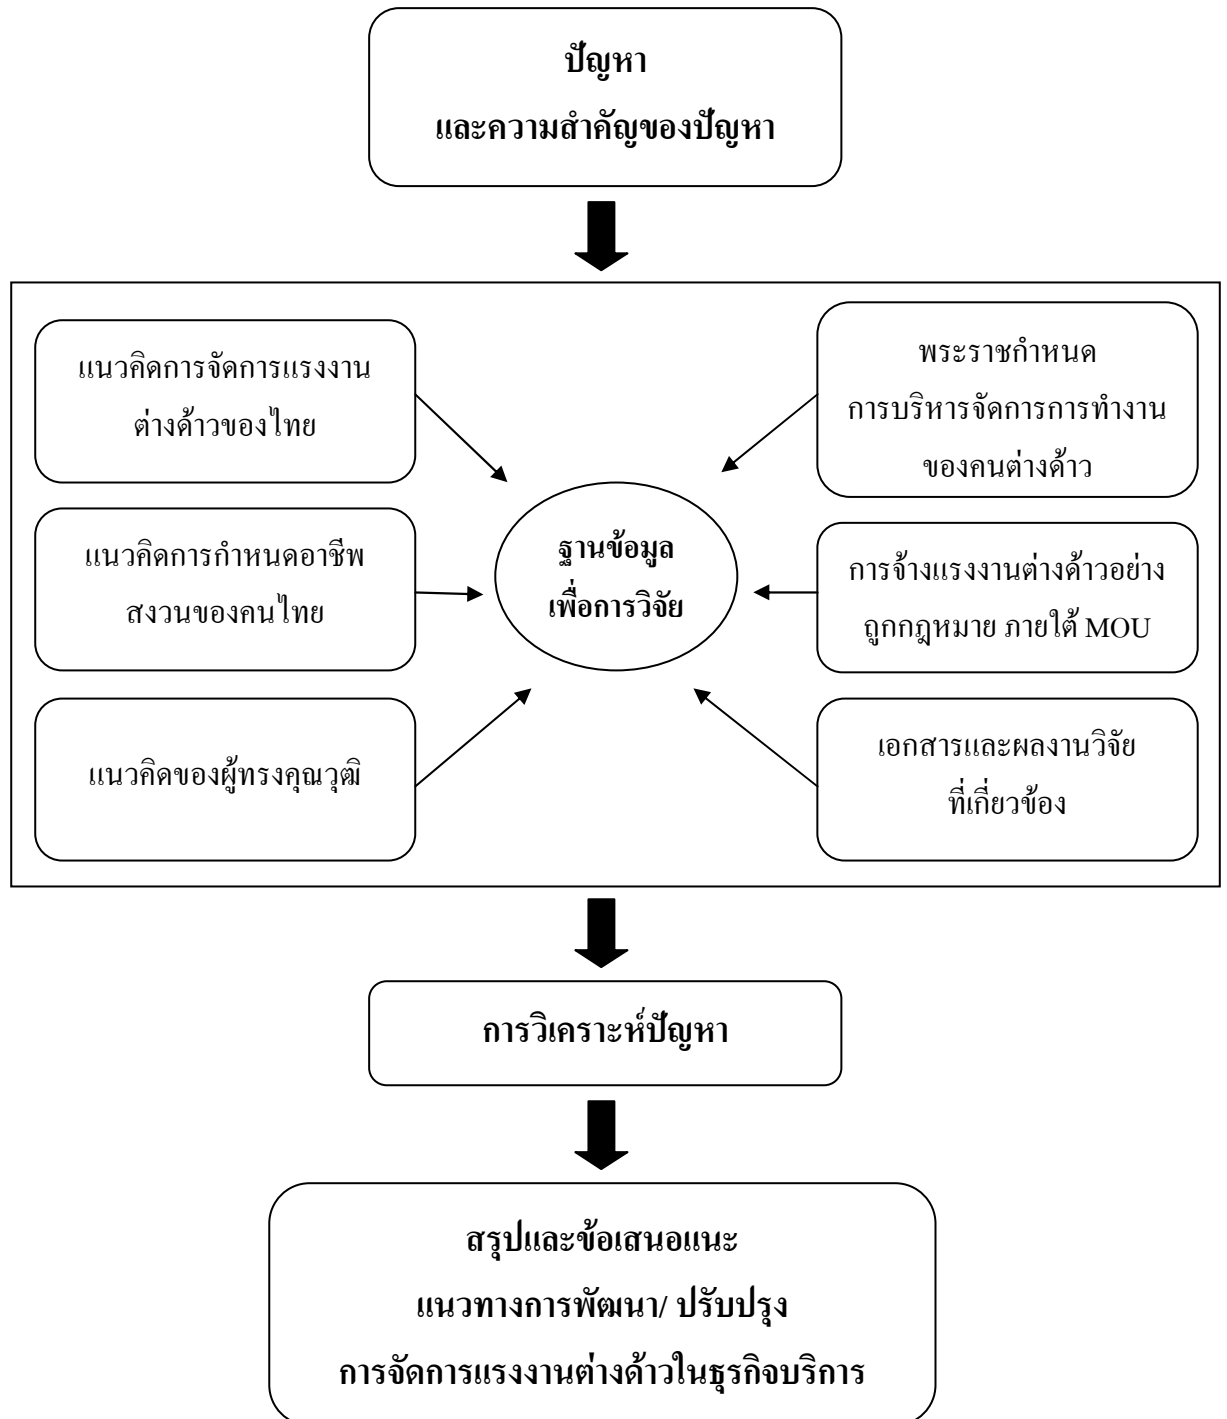 ปัญหา
และความสำคัญของปัญหา
แนวคิดการจัดการแรงงาน
ต่างด้าวของไทย
แนวคิดการกำหนดอาชีพ
สงวนของคนไทย
แนวคิดของผู้ทรงคุณวุฒิ
ฐานข้อมูล
เพื่อการวิจัย
พระราชกำหนด
การบริหารจัดการการทำงาน
ของคนต่างด้าว
การจ้างแรงงานต่างด้าวอย่าง
ถูกกฎหมาย ภายใต้ MOU
เอกสารและผลงานวิจัย
ที่เกี่ยวข้อง
การวิเคราะห์ปัญหา
สรุปและข้อเสนอแนะ
แนวทางการพัฒนา/ ปรับปรุง
การจัดการแรงงานต่างด้าวในธุรกิจบริการ